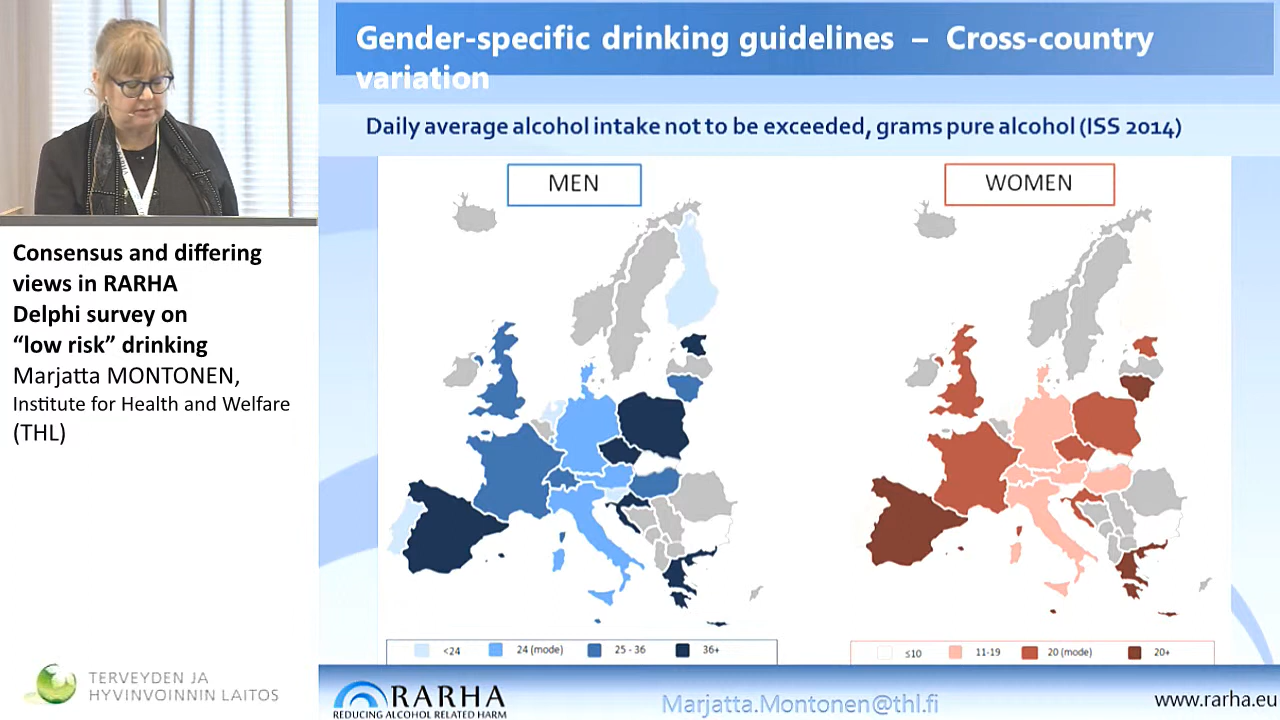 Gender-specific drinking guidelines – Cross-country
variation
Daily average alcohol intake not to be exceeded, grams pure alcohol (ISS 2014)
MEN
WOMEN
<24
24 (mode)
25 - 36
36+
≤10
11-19
20 (mode)
20+
Consensus and differing
views in RARHA
Delphi survey on
“low risk” drinking
Marjatta MONTONEN,
Institute for Health and Welfare
(THL)
TERVEYDEN JA
HYVINVOINNIN LAITOS
RARHA
REDUCING ALCOHOL RELATED HARM
Marjatta.Montonen@thl.fi
www.rarha.eu